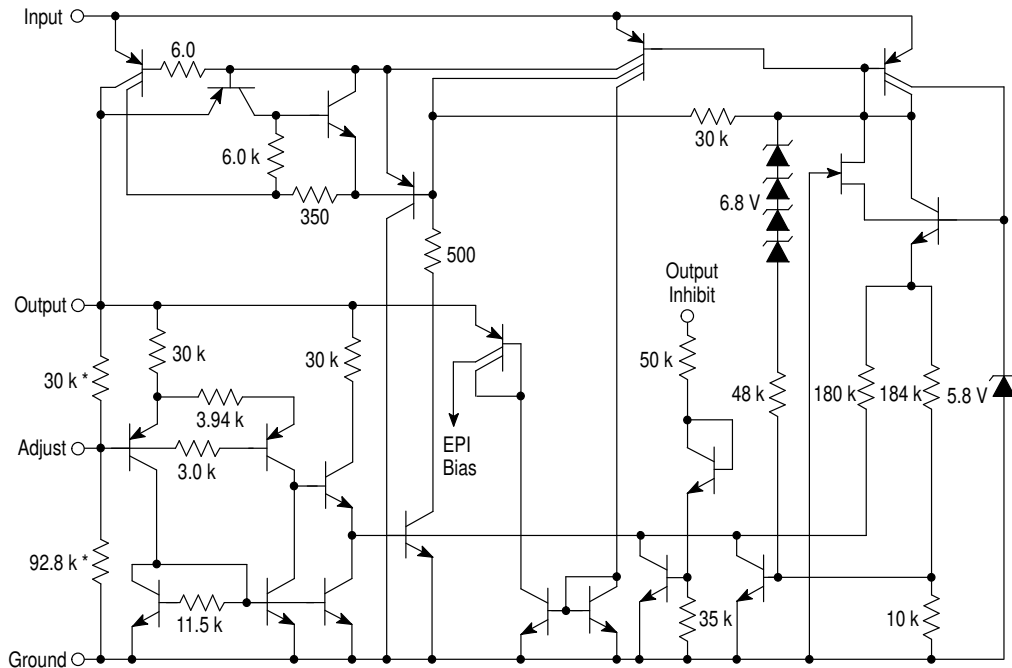 Input
6.0
30 k
6.0 k
6.8 V
350
500
Output
Inhibit
Output
50 k
30 k
30 k
30 k *
48 k
180 k
184 k
5.8 V
3.94 k
EPI
Bias
Adjust
3.0 k
92.8 k *
11.5 k
35 k
10 k
Ground